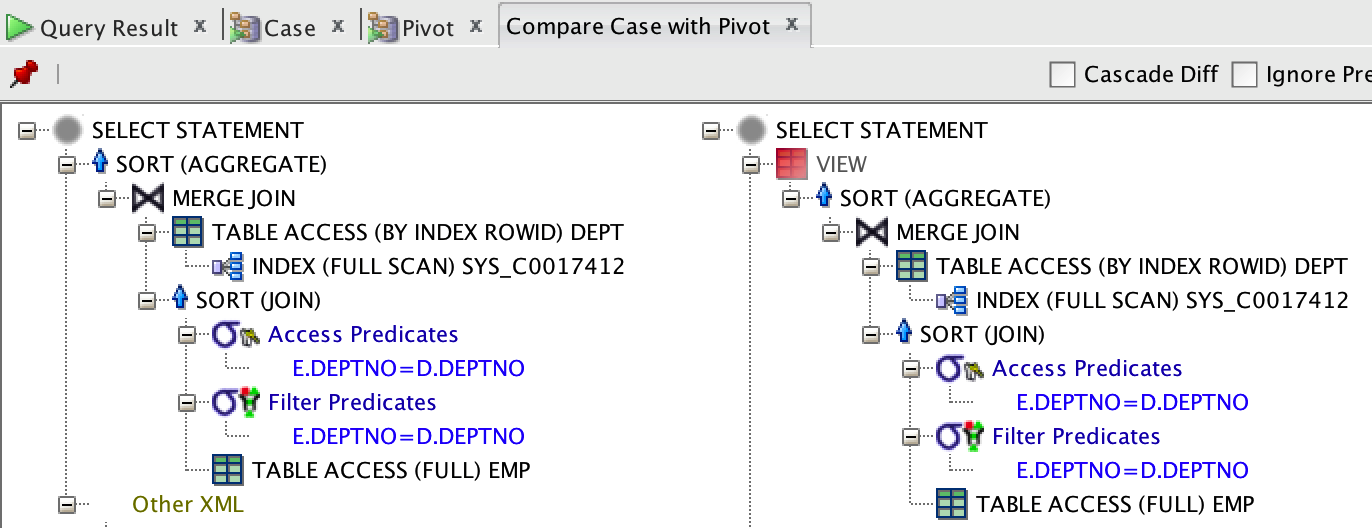 Query Result x Case x Pivot x Compare Case with Pivot x
Cascade Diff Ignore
SELECT STATEMENT
SORT (AGGREGATE)
MERGE JOIN
TABLE ACCESS (BY INDEX ROWID) DEPT
INDEX (FULL SCAN) SYS_C0017412
SORT (JOIN)
Access Predicates
E.DEPTNO=D.DEPTNO
Filter Predicates
E.DEPTNO=D.DEPTNO
TABLE ACCESS (FULL) EMP
Other XML
SELECT STATEMENT
VIEW
SORT (AGGREGATE)
MERGE JOIN
TABLE ACCESS (BY INDEX ROWID) DEPT
INDEX (FULL SCAN) SYS_C0017412
SORT (JOIN)
Access Predicates
E.DEPTNO=D.DEPTNO
Filter Predicates
E.DEPTNO=D.DEPTNO
TABLE ACCESS (FULL) EMP